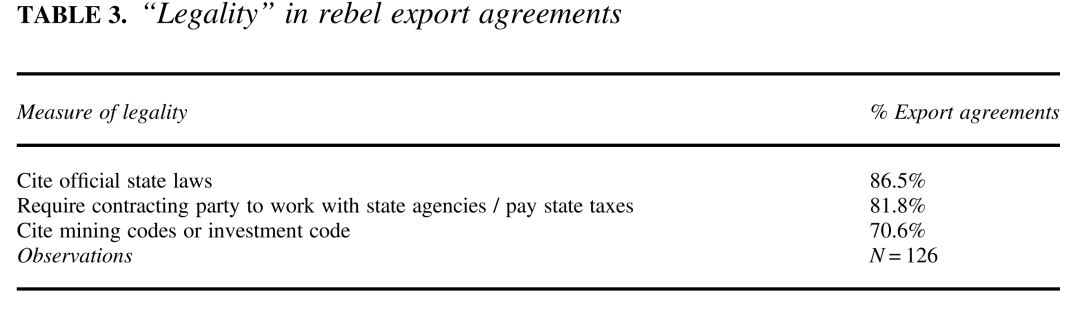 TABLE 3. “Legality” in rebel export agreements
Measure of legality % Export agreements
Cite official state laws 86.5%
Require contracting party to work with state agencies / pay state taxes 81.8%
Cite mining codes or investment code 70.6%
Observations N = 126